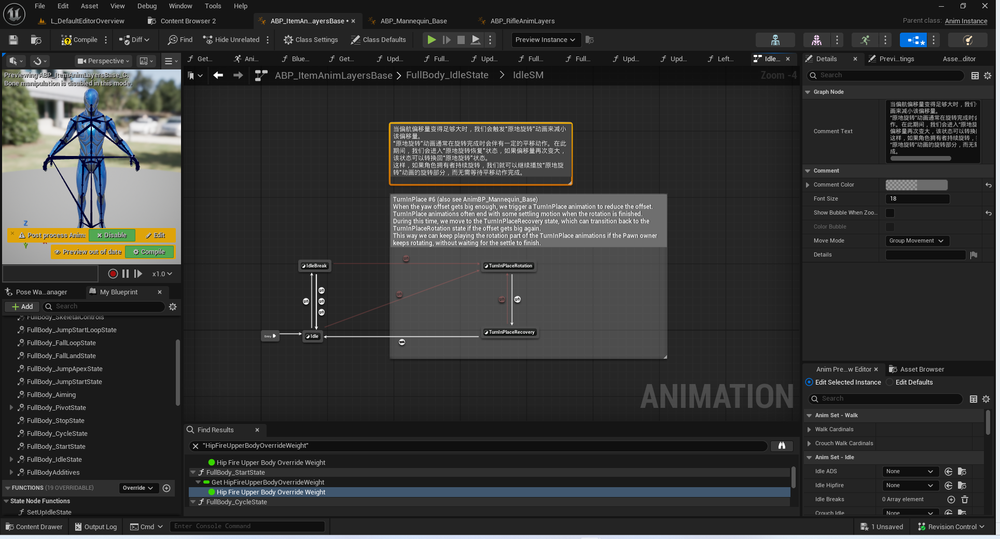 File Edit Asset View Debug Window Tools Help
L_DefaultEditorOverview
Content Browser 2
ABP_ItemAn...ayersBase *
ABP_Mannequin_Base
ABP_RifleAnimLayers
Parent class: Anim Instance
Compile
Diff
Find
Hide Unrelated
Class Settings
Class Defaults
Preview Instance
Perspective
Previewing ABP_ItemAnimLayersBase_C.
Bone manipulation is disabled in this mode.
Z
Y
Post process Anim
Disable
Edit
Preview out of date
Compile
x1.0
Pose Wa...anager
My Blueprint
Add
Search
FullBody_SkeletalControls
FullBody_JumpStartLoopState
FullBody_FallLoopState
FullBody_FallLandState
FullBody_JumpApexState
FullBody_JumpStartState
FullBody_Aiming
FullBody_PivotState
FullBody_StopState
FullBody_CycleState
FullBody_StartState
FullBody_IdleState
FullBodyAdditives
FUNCTIONS (19 OVERRIDABLE)
Override
State Node Functions
SetUpIdleState
Get...
Ani...
Blue...
Get...
Upd...
Full...
Upd...
Full...
Full...
Upd...
Upd...
Left...
Idle...
ABP_ItemAnimLayersBase > FullBody_IdleState > IdleSM
Zoom -4
当偏航偏移量变得足够大时，我们会触发“原地旋转”动画来减小
该偏移量。
“原地旋转”动画通常在旋转完成时会伴有一定的平移动作。在此
期间，我们会进入“原地旋转恢复”状态，如果偏移量再次变大，
该状态可以转换回“原地旋转”状态。
这样，如果角色拥有者持续旋转，我们就可以继续播放“原地旋
转”动画的旋转部分，而无需等待平移动作完成。
TurnInPlace #6 (also see AnimBP_Mannequin_Base)
When the yaw offset gets big enough, we trigger a TurnInPlace animation to reduce the offset.
TurnInPlace animations often end with some settling motion when the rotation is finished.
During this time, we move to the TurnInPlaceRecovery state, which can transition back to the
TurnInPlaceRotation state if the offset gets big again.
This way we can keep playing the rotation part of the TurnInPlace animations if the Pawn owner
keeps rotating, without waiting for the settle to finish.
IdleBreak
TurnInPlaceRotation
Entry
Idle
TurnInPlaceRecovery
ANIMATION
Find Results
"HipFireUpperBodyOverrideWeight"
Hip Fire Upper Body Override Weight
FullBody_StartState
Get HipFireUpperBodyOverrideWeight
Hip Fire Upper Body Override Weight
FullBody_CycleState
Details
Previ...tings
Asse...ditor
Search
Graph Node
Comment Text
当偏航偏移量变得足够大时，我们
画来减小该偏移量。
“原地旋转”动画通常在旋转完成时会
作。在此期间，我们会进入“原地旋
偏移量再次变大，该状态可以转换
这样，如果角色拥有者持续旋转，
“原地旋转”动画的旋转部分，而无需
成。
Comment
Comment Color
Font Size 18
Show Bubble When Zoo...
Color Bubble
Move Mode Group Movement
Details
Anim Pre...w Editor
Asset Browser
Edit Selected Instance
Edit Defaults
Search
Anim Set - Walk
Walk Cardinals
Crouch Walk Cardinals
Anim Set - Idle
Idle ADS None
Idle Hipfire None
Idle Breaks 0 Array element
Crouch Idle None
Content Drawer
Output Log
Cmd
Enter Console Command
1 Unsaved
Revision Control